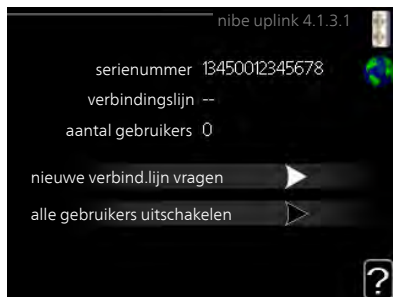 nibe uplink 4.1.3.1
serienummer 13450012345678
verbindingslijn --
aantal gebruikers 0
nieuwe verbind.lijn vragen
alle gebruikers uitschakelen
?